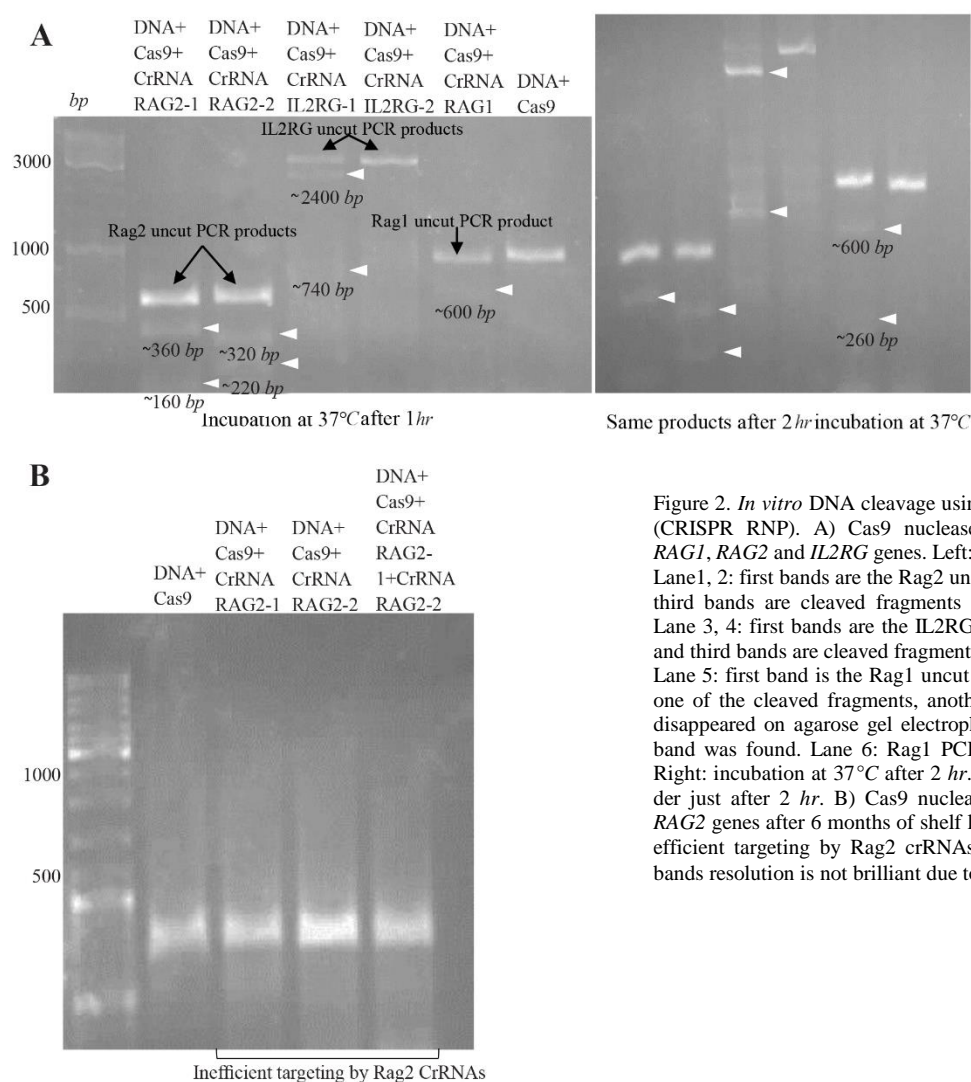 A
DNA+ DNA+ DNA+ DNA+ DNA+
Cas9+ Cas9+ Cas9+ Cas9+ Cas9+
CrRNA CrRNA CrRNA CrRNA CrRNA DNA+
bp RAG2-1 RAG2-2 IL2RG-1 IL2RG-2 RAG1 Cas9
IL2RG uncut PCR products
3000
~2400 bp
Rag2 uncut PCR products Rag1 uncut PCR product
1000
~740 bp
500
~600 bp
~360 bp ~320 bp
~160 bp ~220 bp
Incubation at 37°C after 1hr
~600 bp
~260 bp
Same products after 2hr incubation at 37°C
B
DNA+
Cas9+
DNA+ DNA+ CrRNA
Cas9+ Cas9+ RAG2-
DNA+ CrRNA CrRNA 1+CrRNA
Cas9 RAG2-1 RAG2-2 RAG2-2
1000
500
Inefficient targeting by Rag2 CrRNAs
Figure 2. In vitro DNA cleavage usin
(CRISPR RNP). A) Cas9 nuclease
RAG1, RAG2 and IL2RG genes. Left:
Lane1, 2: first bands are the Rag2 un
third bands are cleaved fragments
Lane 3, 4: first bands are the IL2RG
and third bands are cleaved fragment
Lane 5: first band is the Rag1 uncut
one of the cleaved fragments, anoth
disappeared on agarose gel electroph
band was found. Lane 6: Rag1 PC
Right: incubation at 37°C after 2 hr.
der just after 2 hr. B) Cas9 nuclea
RAG2 genes after 6 months of shelf l
efficient targeting by Rag2 crRNAs
bands resolution is not brilliant due to